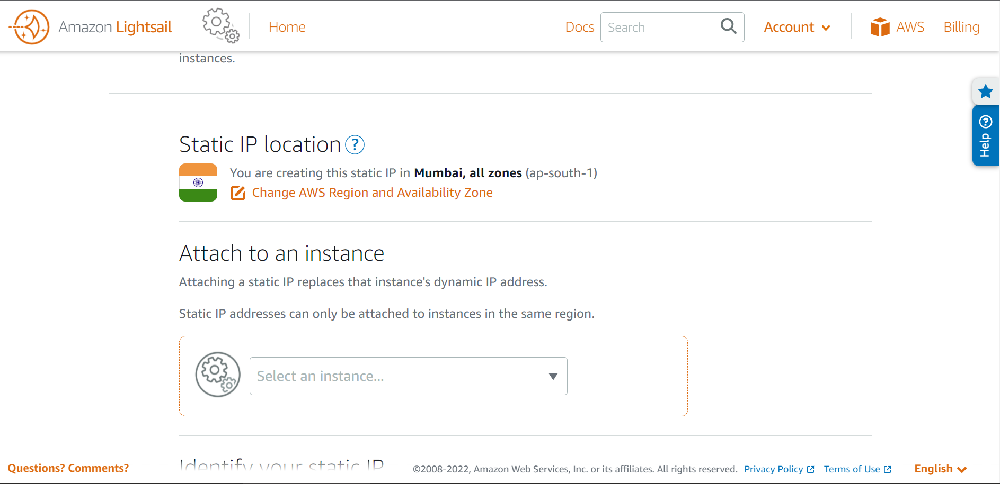 Amazon Lightsail
Home
Docs
Search
Account
AWS
Billing
instances.
Help
Static IP location
You are creating this static IP in Mumbai, all zones (ap-south-1)
Change AWS Region and Availability Zone
Attach to an instance
Attaching a static IP replaces that instance's dynamic IP address.
Static IP addresses can only be attached to instances in the same region.
Select an instance...
Identify your static IP
Questions? Comments?
©2008-2022, Amazon Web Services, Inc. or its affiliates. All rights reserved.
Privacy Policy
Terms of Use
English